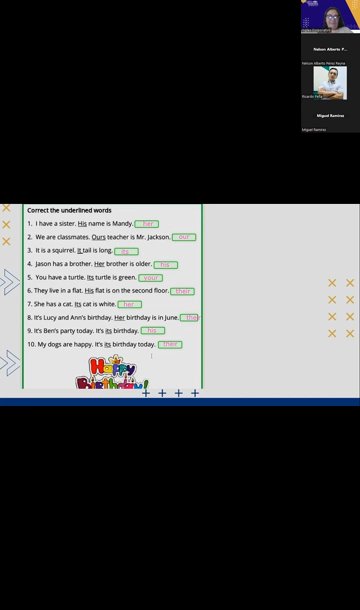 Nelson Alberto P...
Nelson Alberto Perez Reyna
Miguel Ramirez
Miguel Ramirez
Correct the underlined words
1. I have a sister. His name is Mandy. her
2. We are classmates. Ours teacher is Mr. Jackson. our
3. It is a squirrel. It tail is long. its
4. Jason has a brother. Her brother is older. his
5. You have a turtle. Its turtle is green. your
6. They live in a flat. His flat is on the second floor. their
7. She has a cat. Its cat is white. her
8. It's Lucy and Ann's birthday. Her birthday is in June. thei
9. It's Ben's party today. It's its birthday. his
10. My dogs are happy. It's its birthday today. their
Happy
Birthday!